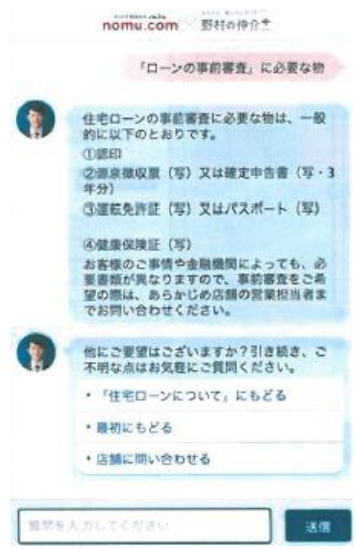 nomu.com × 野村の仲介＋
「ローンの事前審査」に必要な物
住宅ローンの事前審査に必要な物は、一般
的に以下のとおりです。
①認印
②源泉徴収票（写）又は確定申告書（写・3
年分）
③運転免許証（写）又はパスポート（写）
④健康保険証（写）
お客様のご事情や金融機関によっても、必
要書類が異なりますので、事前審査をご希
望の際は、あらかじめ店舗の営業担当者ま
でお問い合わせください。
他にご要望はございますか？引き続き、ご
不明な点はお気軽にご質問ください。
・「住宅ローンについて」にもどる
・最初にもどる
・店舗に問い合わせる
質問を入力してください
送信